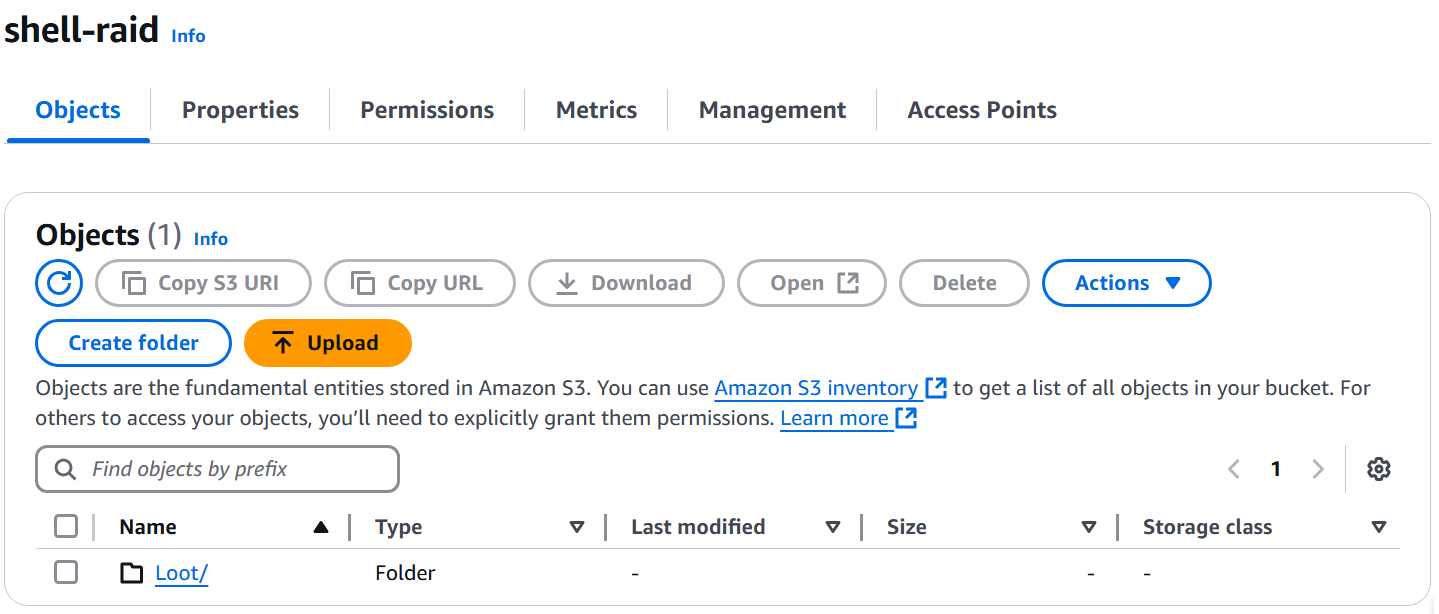 shell-raid Info
Objects Properties Permissions Metrics Management Access Points
Objects (1) Info
Copy S3 URI Copy URL Download Open Delete Actions
Create folder Upload
Objects are the fundamental entities stored in Amazon S3. You can use Amazon S3 inventory to get a list of all objects in your bucket. For
others to access your objects, you’ll need to explicitly grant them permissions. Learn more
Find objects by prefix 1
Name Type Last modified Size Storage class
Loot/ Folder - - -